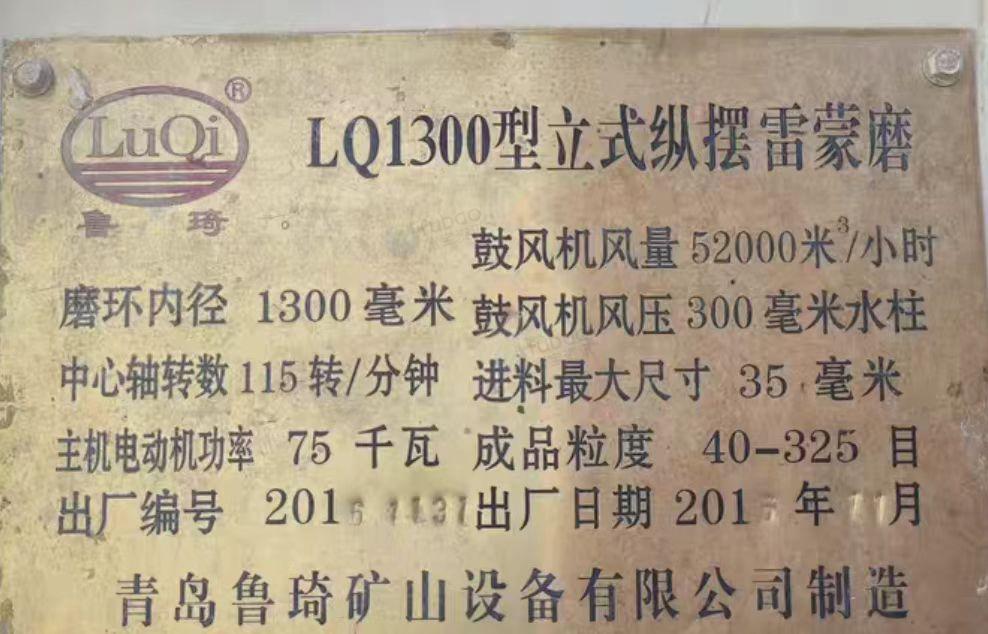 LuQi®
鲁琦
LQ1300型立式纵摆雷蒙磨
鼓风机风量 52000米³/小时
磨环内径 1300 毫米
鼓风机风压 300 毫米水柱
中心轴转数 115 转/分钟
进料最大尺寸 35 毫米
主机电动机功率 75 千瓦
成品粒度 40-325 目
出厂编号 201
出厂日期 201 年 11 月
青岛鲁琦矿山设备有限公司制造